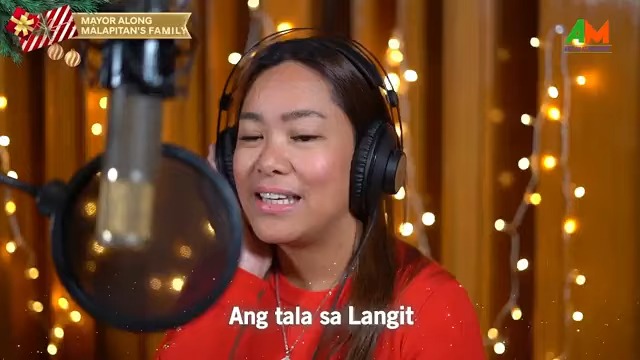 MAYOR ALONG
MALAPITAN'S FAMILY
AM
Ang tala sa Langit